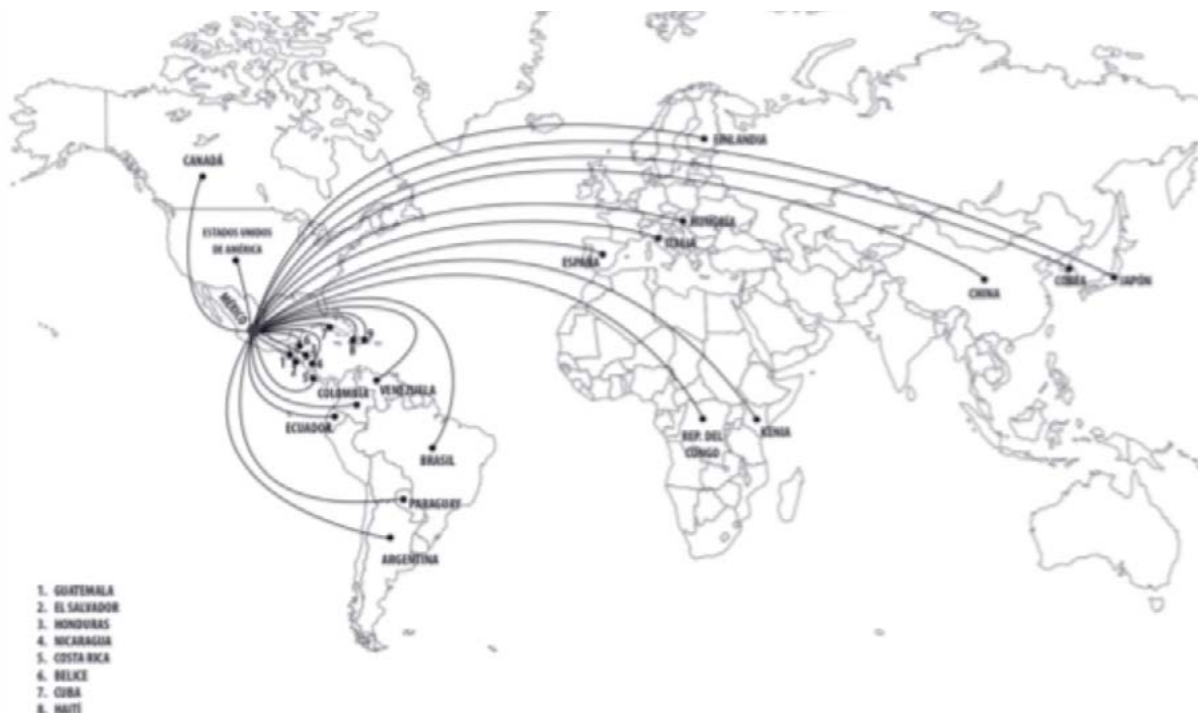 FINLANDIA
CANADÁ
ESTADOS UNIDOS
DE AMÉRICA
HUNGRÍA
ITALIA
ESPAÑA
CHINA
COREA
JAPÓN
MÉXICO
1
5
COLOMBIA
VENEZUELA
ECUADOR
REP. DEL
CONGO
KENIA
BRASIL
PARAGUAY
ARGENTINA
1. GUATEMALA
2. EL SALVADOR
3. HONDURAS
4. NICARAGUA
5. COSTA RICA
6. BELICE
7. CUBA
8. HAITÍ